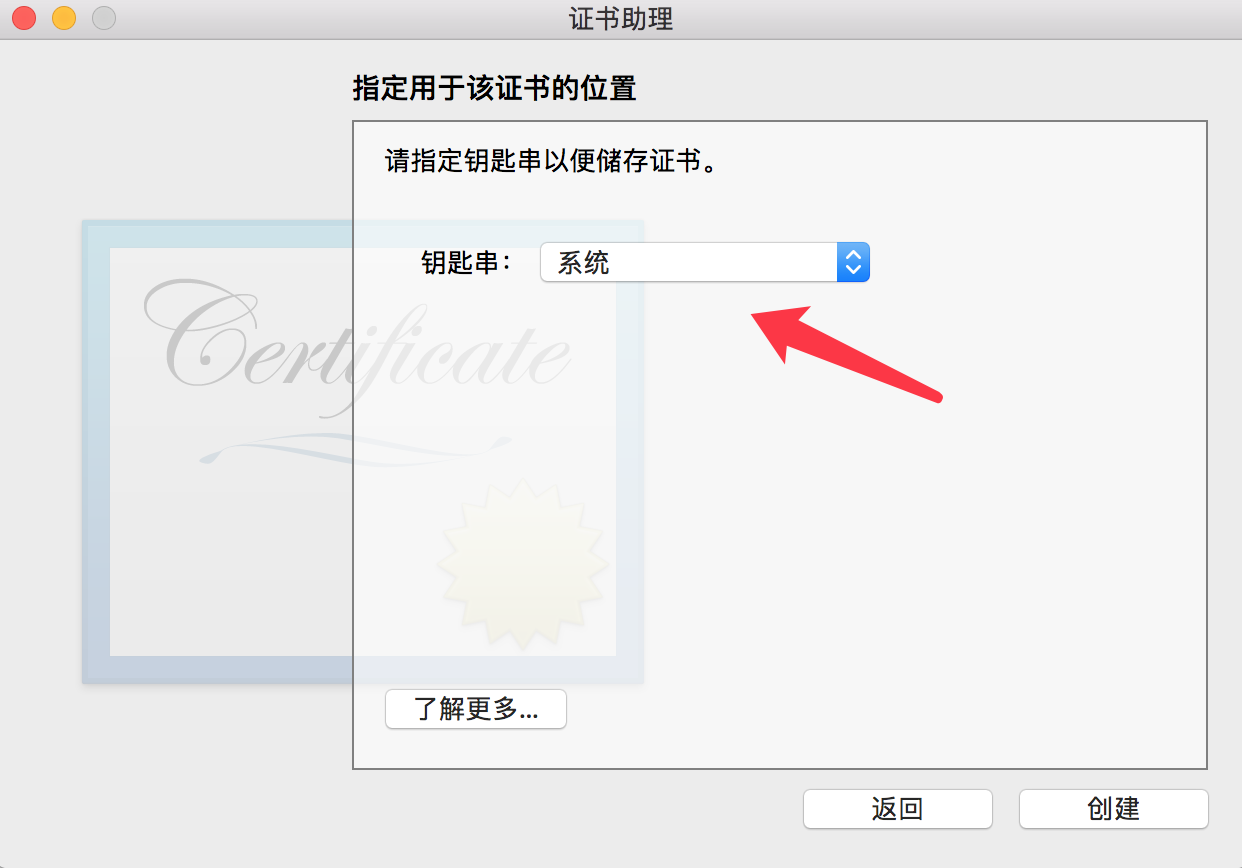 证书助理
指定用于该证书的位置
请指定钥匙串以便储存证书。
钥匙串：
系统
Certificate
了解更多...
返回
创建